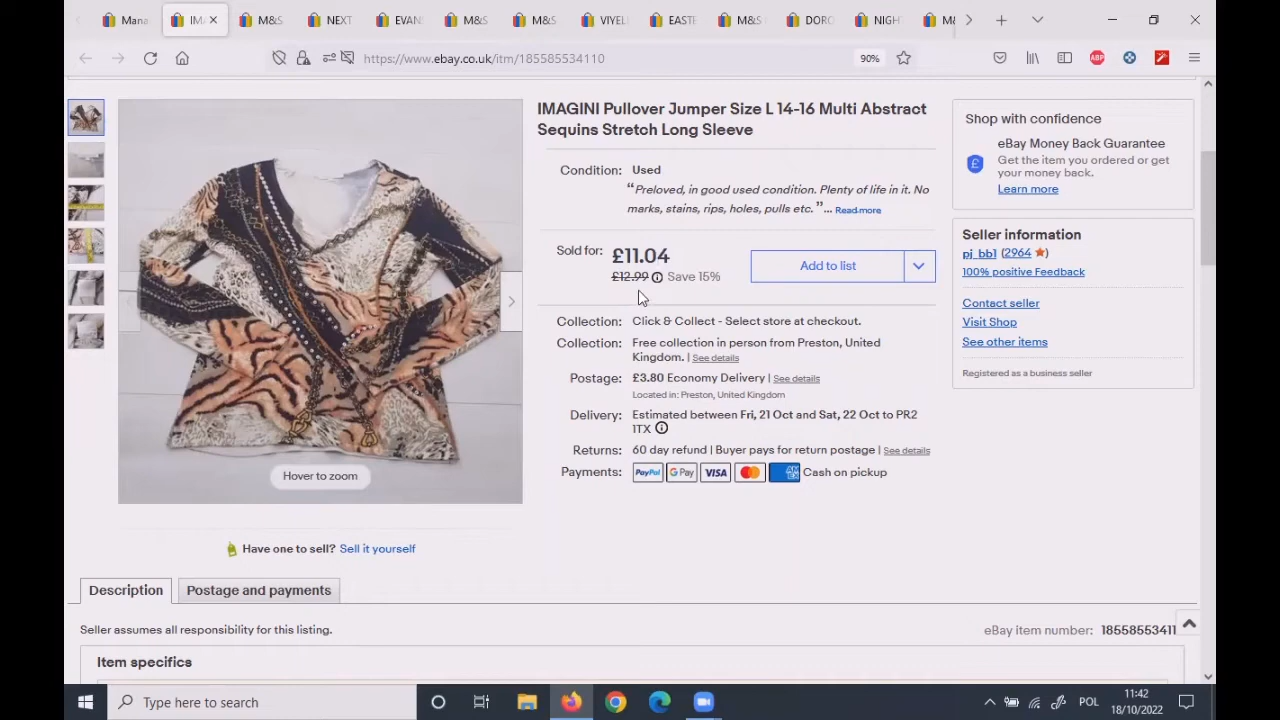 Mana
IMA
M&S
NEXT
EVAN
M&S
M&S
VIYEL
EASTE
M&S
DORO
NIGH
M&
https://www.ebay.co.uk/itm/185585534110
90%
ABP
IMAGINI Pullover Jumper Size L 14-16 Multi Abstract
Sequins Stretch Long Sleeve
Condition: Used
“Preloved, in good used condition. Plenty of life in it. No
marks, stains, rips, holes, pulls etc. ”... Read more
Sold for: £11.04
£12.99 Save 15%
Add to list
Collection: Click & Collect - Select store at checkout.
Collection: Free collection in person from Preston, United
Kingdom. | See details
Postage: £3.80 Economy Delivery | See details
Located in: Preston, United Kingdom
Delivery: Estimated between Fri, 21 Oct and Sat, 22 Oct to PR2
1TX
Returns: 60 day refund | Buyer pays for return postage | See details
Payments: PayPal G Pay VISA AM EX Cash on pickup
Shop with confidence
eBay Money Back Guarantee
Get the item you ordered or get
your money back.
Learn more
Seller information
pj_bb1 (2964)
100% positive Feedback
Contact seller
Visit Shop
See other items
Registered as a business seller
Hover to zoom
Have one to sell? Sell it yourself
Description
Postage and payments
Seller assumes all responsibility for this listing.
eBay item number: 18558553411
Item specifics
Type here to search
POL
11:42
18/10/2022